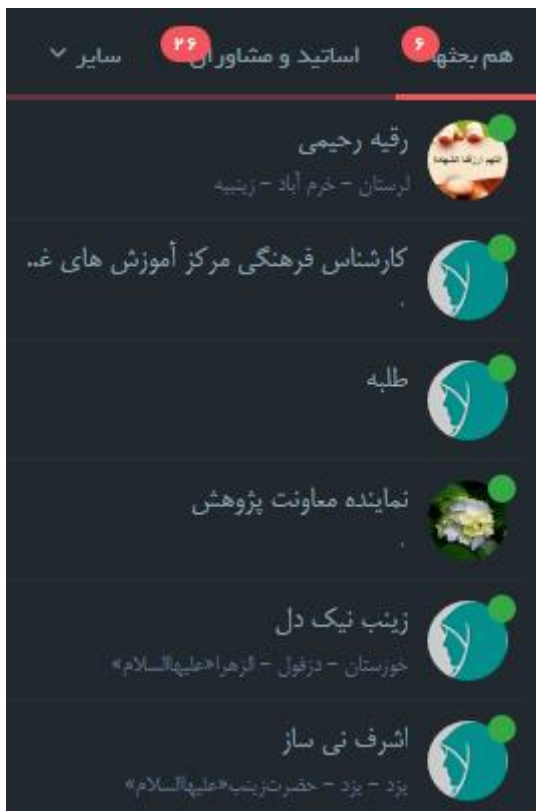 هم بحثها
۶
اساتید و مشاوران
۲۶
سایر
رقیه رحیمی
لرستان - خرم آباد - زینبیه
کارشناس فرهنگی مرکز آموزش های غ..
.
طلبه
نماینده معاونت پژوهش
.
زینب نیک دل
خوزستان - دزفول - الزهرا«علیهاالسلام»
اشرف نی ساز
یزد - یزد - حضرت‌زینب«علیهاالسلام»